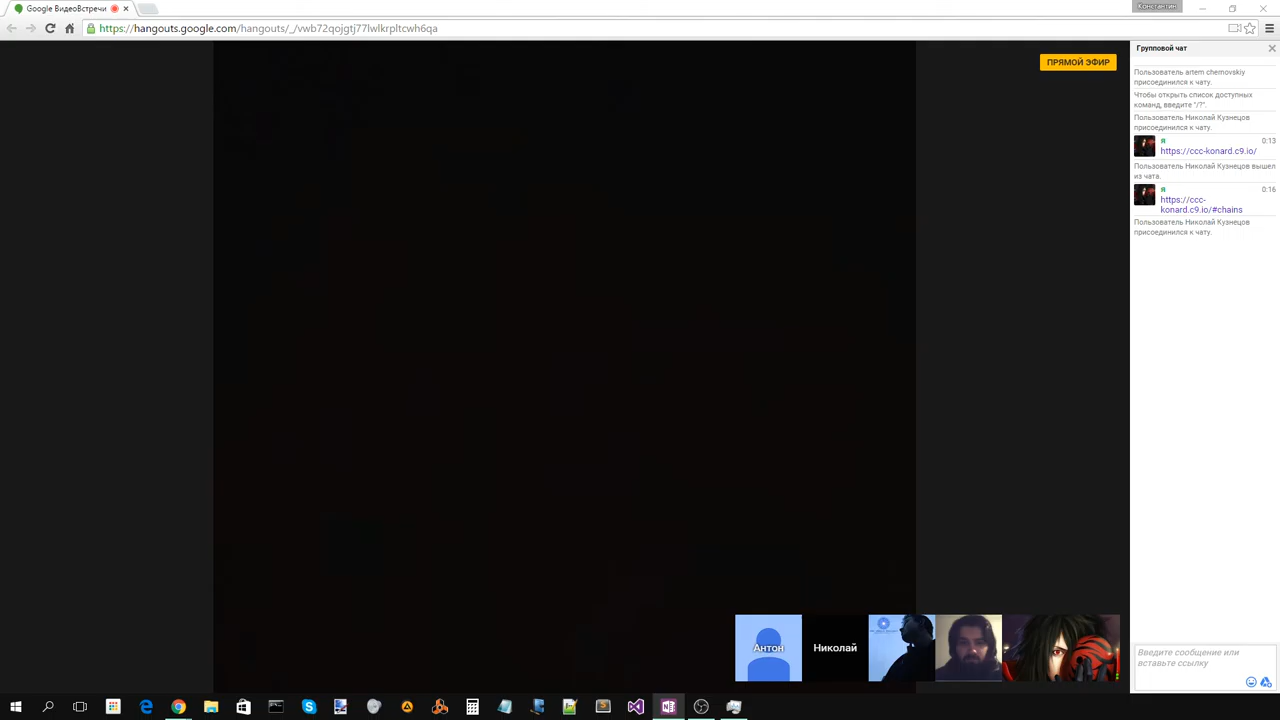 Google ВидеоВстречи
Константин
https://hangouts.google.com/hangouts/_/vwb72qojgtj77lwlkrpltcwh6qa
ПРЯМОЙ ЭФИР
Групповой чат
Пользователь artem chernovskiy
присоединился к чату.
Чтобы открыть список доступных
команд, введите "/?".
Пользователь Николай Кузнецов
присоединился к чату.
я 0:13
https://ccc-konard.c9.io/
Пользователь Николай Кузнецов вышел
из чата.
я 0:16
https://ccc-
konard.c9.io/#chains
Пользователь Николай Кузнецов
присоединился к чату.
Антон
Николай
Введите сообщение или
вставьте ссылку